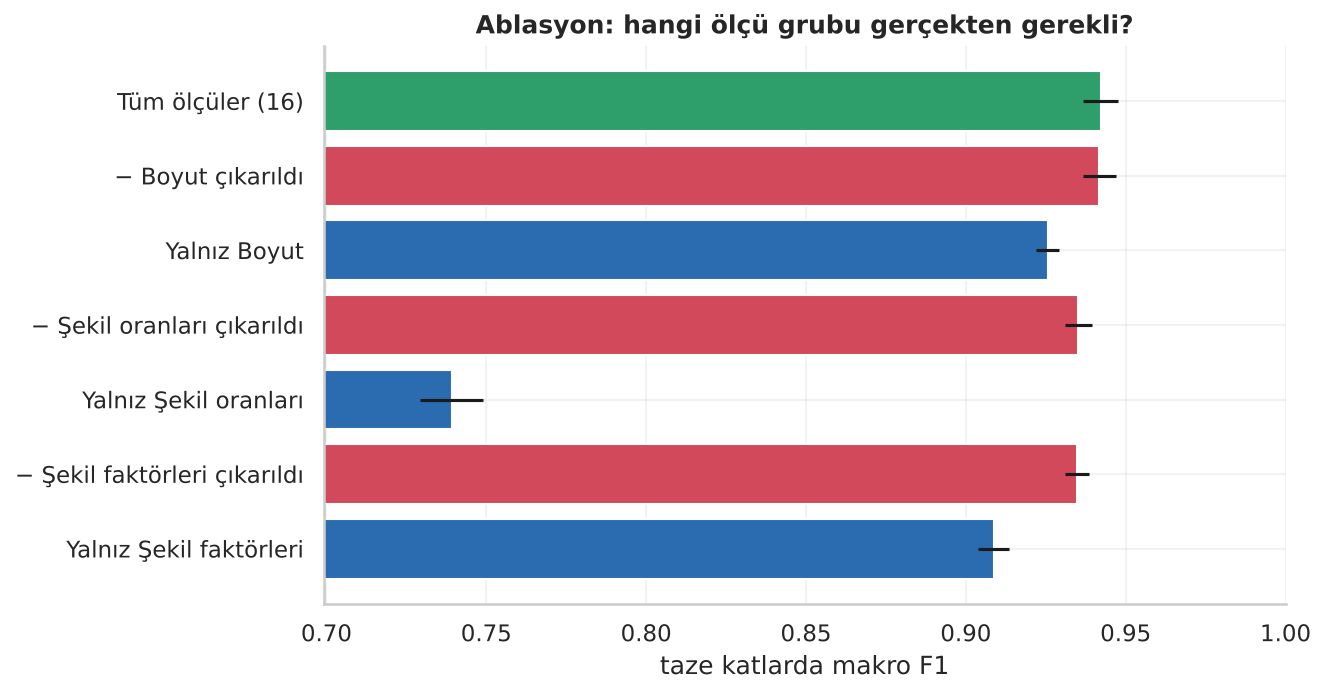 Ablasyon: hangi ölçü grubu gerçekten gerekli?
Tüm ölçüler (16)
− Boyut çıkarıldı
Yalnız Boyut
− Şekil oranları çıkarıldı
Yalnız Şekil oranları
− Şekil faktörleri çıkarıldı
Yalnız Şekil faktörleri
0.70 0.75 0.80 0.85 0.90 0.95 1.00
taze katlarda makro F1